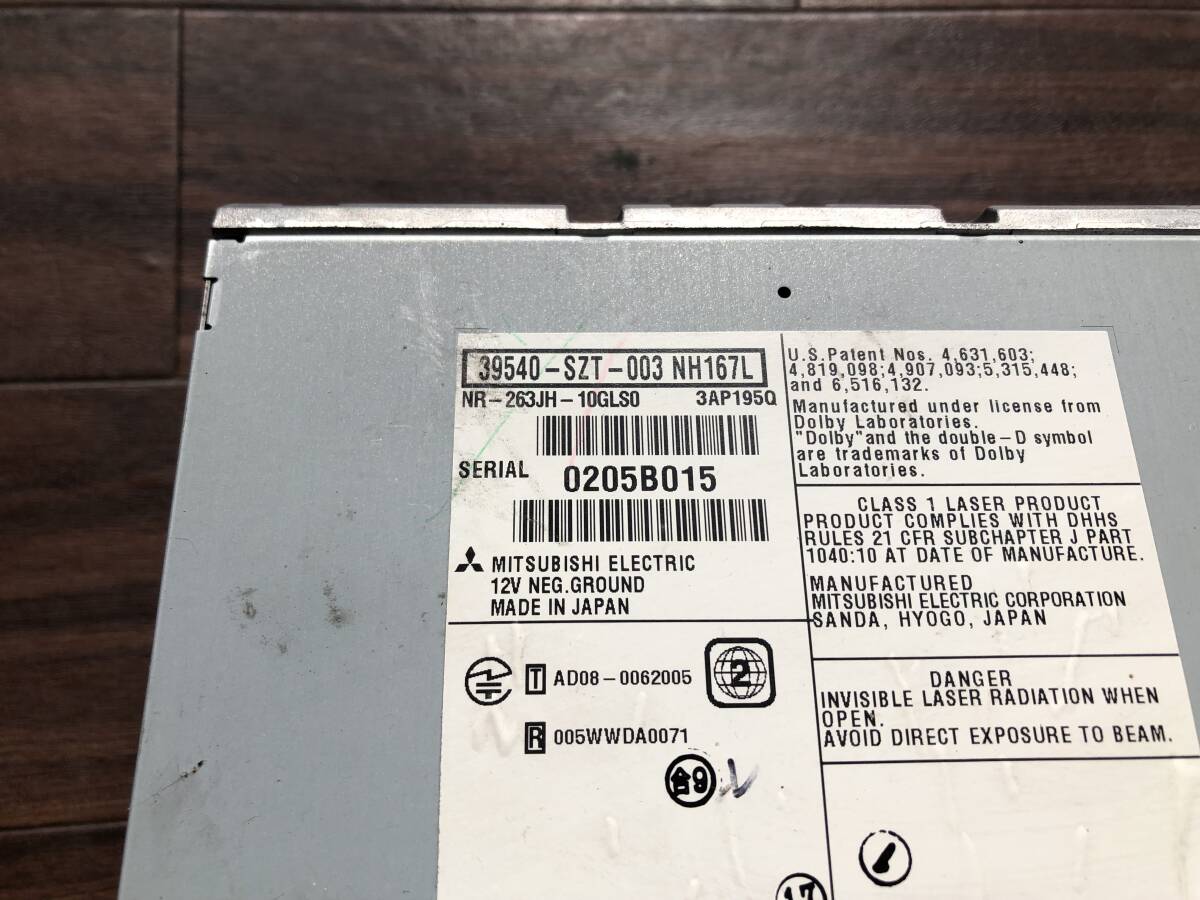 39540-SZT-003 NH167L
NR-263JH-10GLS0 3AP195Q
SERIAL 0205B015
MITSUBISHI ELECTRIC
12V NEG.GROUND
MADE IN JAPAN
T AD08-0062005
2
R 005WWDA0071
合6
U.S.Patent Nos. 4,631,603;
4,819,098;4,907,093;5,315,448;
and 6,516,132.
Manufactured under license from
Dolby Laboratories.
"Dolby"and the double-D symbol
are trademarks of Dolby
Laboratories.
CLASS 1 LASER PRODUCT
PRODUCT COMPLIES WITH DHHS
RULES 21 CFR SUBCHAPTER J PART
1040:10 AT DATE OF MANUFACTURE.
MANUFACTURED
MITSUBISHI ELECTRIC CORPORATION
SANDA, HYOGO, JAPAN
DANGER
INVISIBLE LASER RADIATION WHEN
OPEN.
AVOID DIRECT EXPOSURE TO BEAM.
17